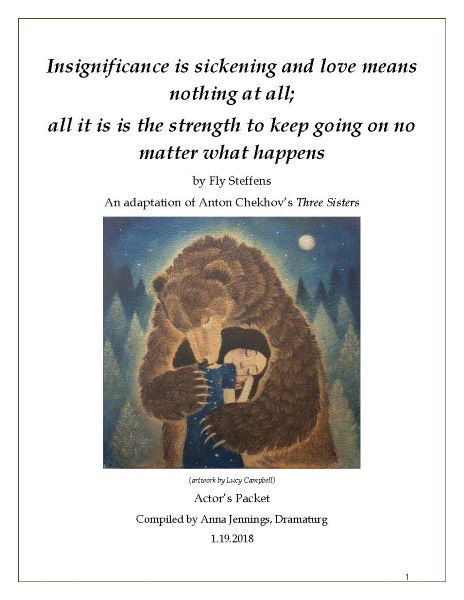 Insignificance is sickening and love means
nothing at all;
all it is is the strength to keep going on no
matter what happens
by Fly Steffens
An adaptation of Anton Chekhov's Three Sisters
(artwork by Lucy Campbell)
Actor's Packet
Compiled by Anna Jennings, Dramaturg
1.19.2018
1